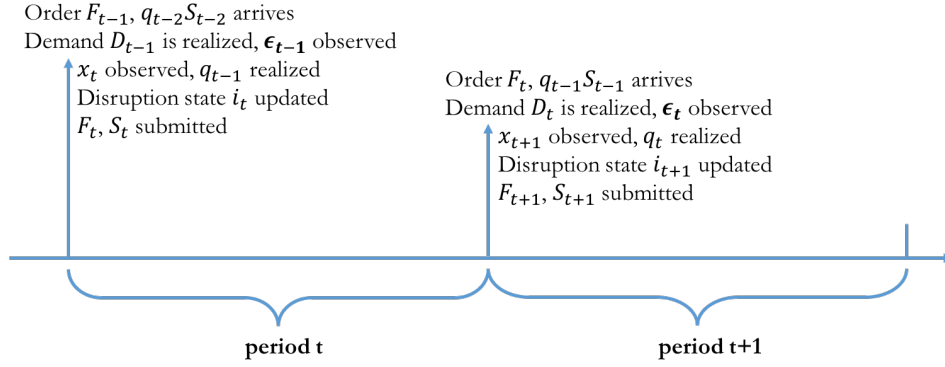 Order F_{t−1}, q_{t−2}S_{t−2} arrives
Demand D_{t−1} is realized, ϵ_{t−1} observed
x_t observed, q_{t−1} realized
Disruption state i_t updated
F_t, S_t submitted
Order F_t, q_{t−1}S_{t−1} arrives
Demand D_t is realized, ϵ_t observed
x_{t+1} observed, q_t realized
Disruption state i_{t+1} updated
F_{t+1}, S_{t+1} submitted
period t
period t+1